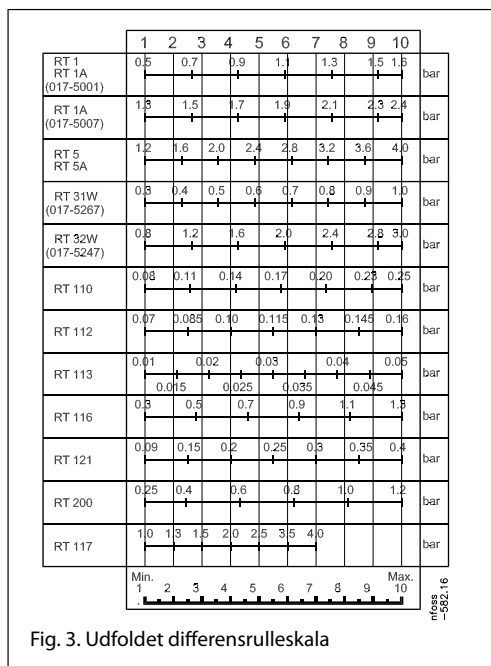 1 2 3 4 5 6 7 8 9 10
RT 1
RT 1A
(017-5001)
0.5 0.7 0.9 1.1 1.3 1.5 1.6
bar
RT 1A
(017-5007)
1.3 1.5 1.7 1.9 2.1 2.3 2.4
bar
RT 5
RT 5A
1.2 1.6 2.0 2.4 2.8 3.2 3.6 4.0
bar
RT 31W
(017-5267)
0.3 0.4 0.5 0.6 0.7 0.8 0.9 1.0
bar
RT 32W
(017-5247)
0.8 1.2 1.6 2.0 2.4 2.8 3.0
bar
RT 110
0.08 0.11 0.14 0.17 0.20 0.23 0.25
bar
RT 112
0.07 0.085 0.10 0.115 0.13 0.145 0.16
bar
RT 113
0.01 0.02 0.03 0.04 0.05
0.015 0.025 0.035 0.045
bar
RT 116
0.3 0.5 0.7 0.9 1.1 1.3
bar
RT 121
0.09 0.15 0.2 0.25 0.3 0.35 0.4
bar
RT 200
0.25 0.4 0.6 0.8 1.0 1.2
bar
RT 117
1.0 1.3 1.5 2.0 2.5 3.5 4.0
bar
Min. Max.
1 2 3 4 5 6 7 8 9 10
nfoss
-582.16
Fig. 3. Udfoldet differensrulleskala